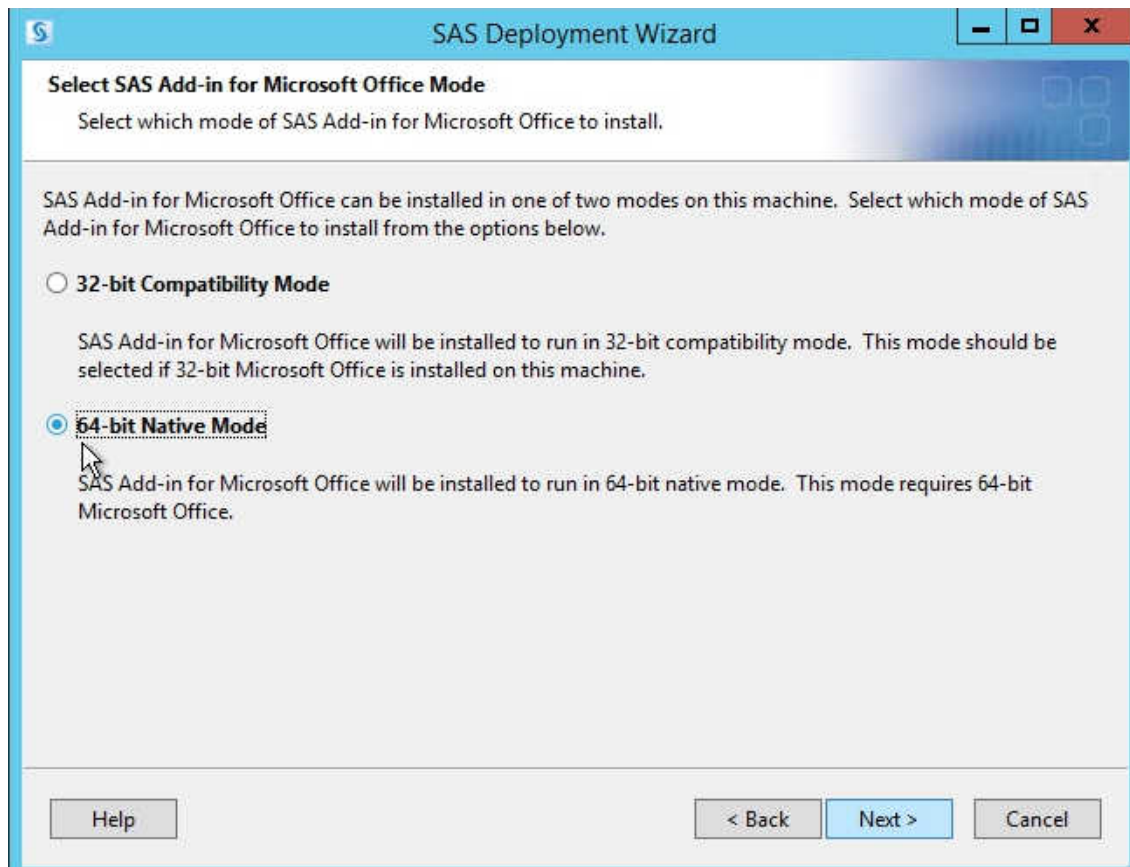 SAS Deployment Wizard
Select SAS Add-in for Microsoft Office Mode
Select which mode of SAS Add-in for Microsoft Office to install.
SAS Add-in for Microsoft Office can be installed in one of two modes on this machine.  Select which mode of SAS
Add-in for Microsoft Office to install from the options below.
32-bit Compatibility Mode
SAS Add-in for Microsoft Office will be installed to run in 32-bit compatibility mode.  This mode should be
selected if 32-bit Microsoft Office is installed on this machine.
64-bit Native Mode
SAS Add-in for Microsoft Office will be installed to run in 64-bit native mode.  This mode requires 64-bit
Microsoft Office.
Help
< Back
Next >
Cancel